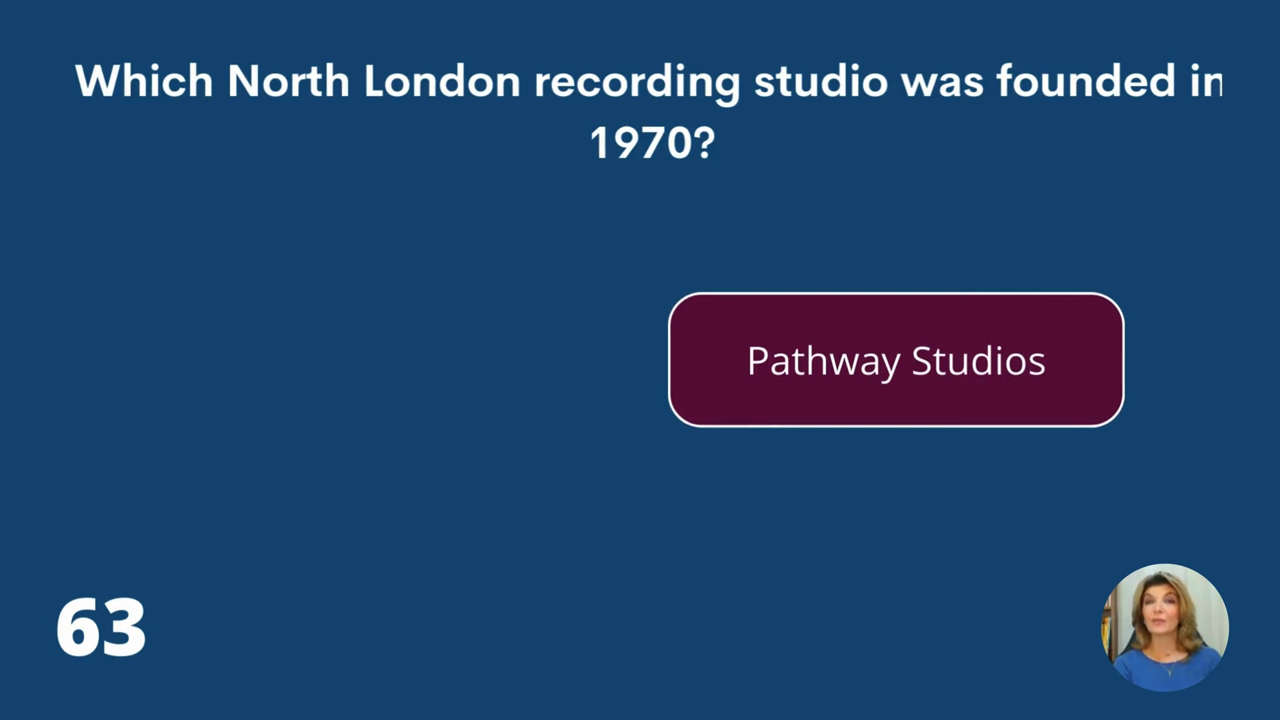 Which North London recording studio was founded in
1970?
Pathway Studios
63